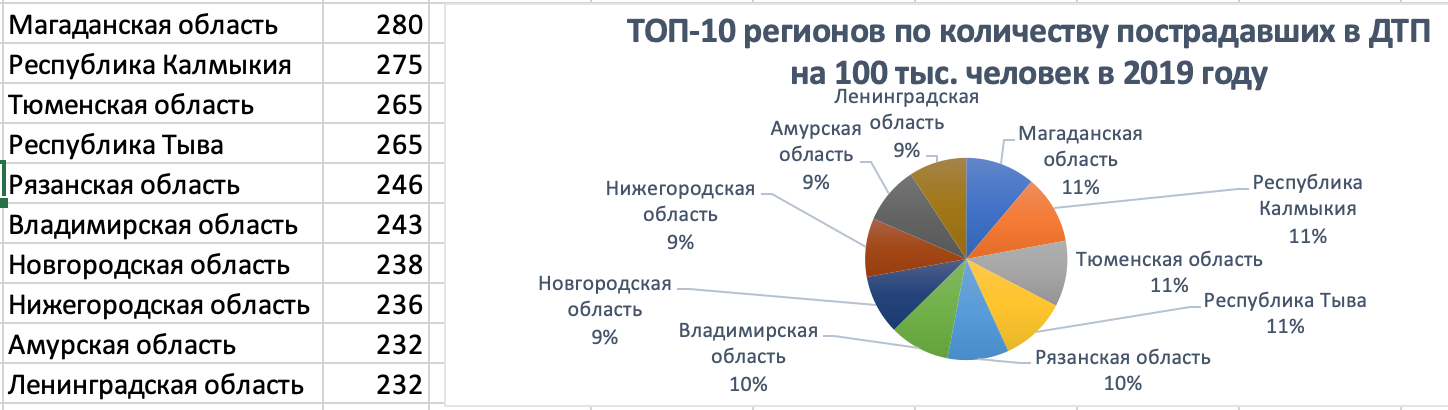 Магаданская область 280
Республика Калмыкия 275
Тюменская область 265
Республика Тыва 265
Рязанская область 246
Владимирская область 243
Новгородская область 238
Нижегородская область 236
Амурская область 232
Ленинградская область 232
ТОП-10 регионов по количеству пострадавших в ДТП
на 100 тыс. человек в 2019 году
Ленинградская
область
9%
Амурская
область
9%
Магаданская
область
11%
Республика
Калмыкия
11%
Нижегородская
область
9%
Тюменская область
11%
Новгородская
область
9%
Республика Тыва
11%
Владимирская
область
10%
Рязанская область
10%